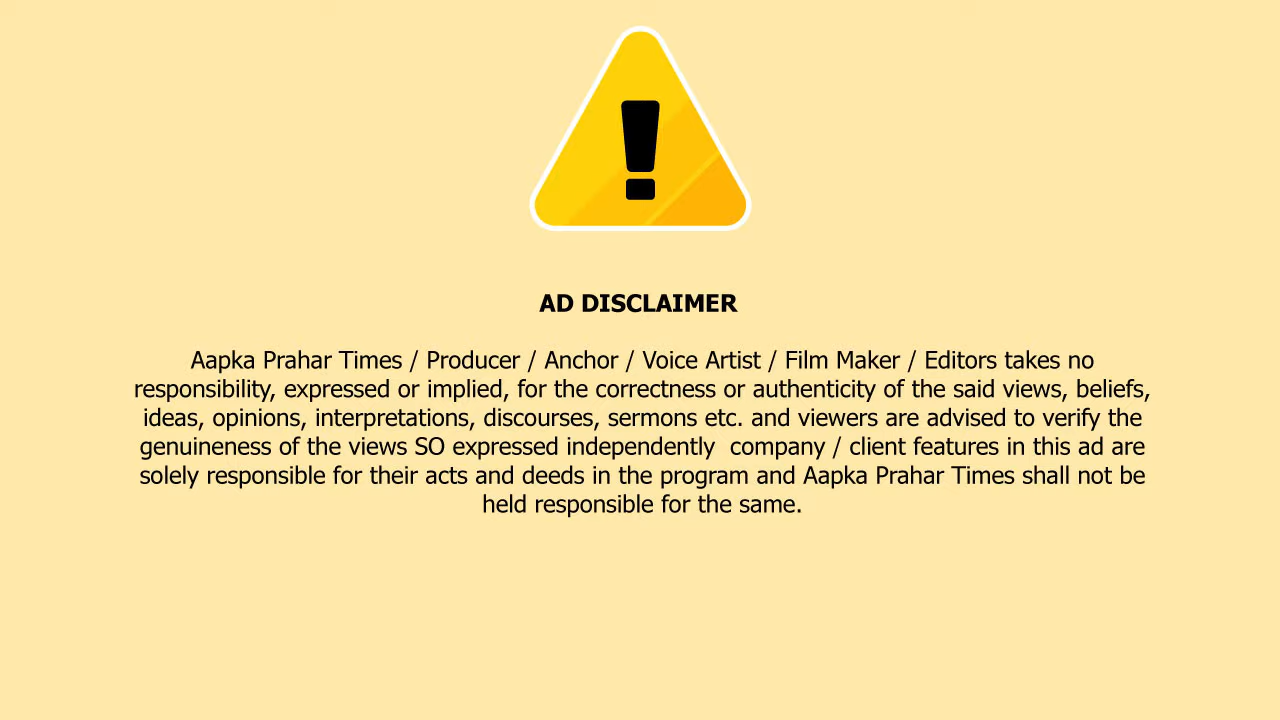 AD DISCLAIMER
Aapka Prahar Times / Producer / Anchor / Voice Artist / Film Maker / Editors takes no
responsibility, expressed or implied, for the correctness or authenticity of the said views, beliefs,
ideas, opinions, interpretations, discourses, sermons etc. and viewers are advised to verify the
genuineness of the views SO expressed independently  company / client features in this ad are
solely responsible for their acts and deeds in the program and Aapka Prahar Times shall not be
held responsible for the same.